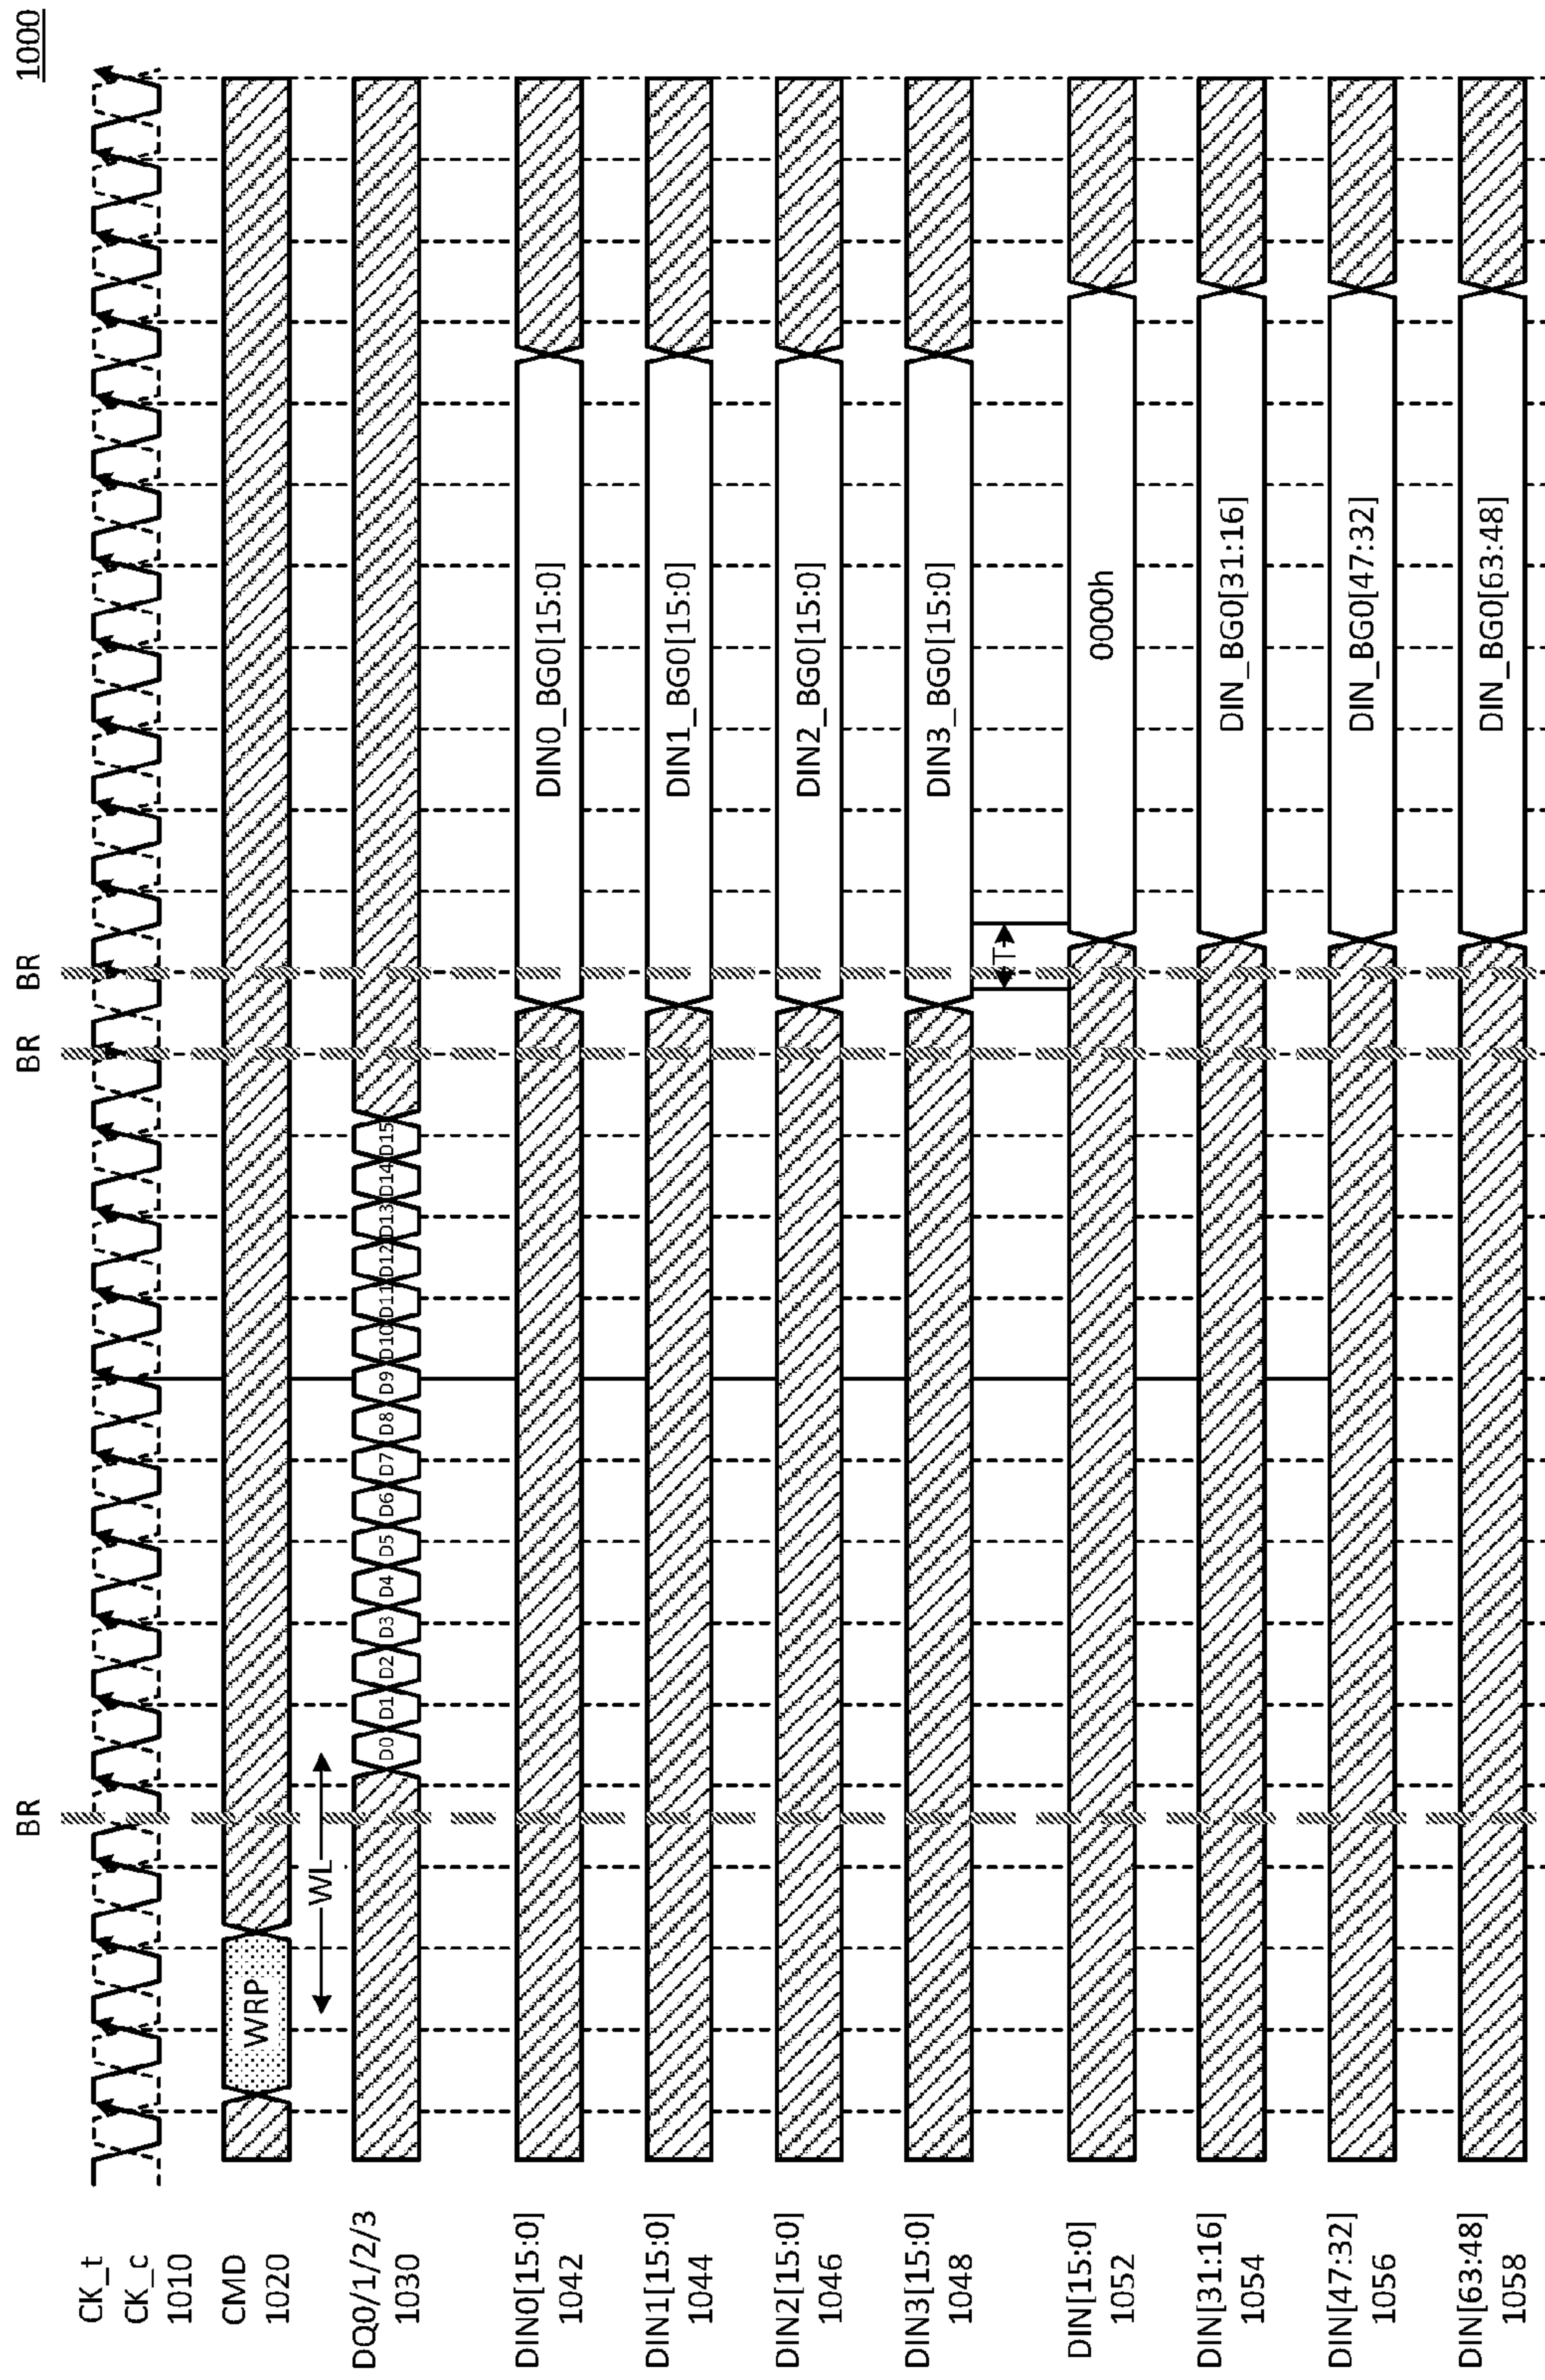 1000
BR
BR
BR
CK_t
CK_c
1010
CMD
1020
WRP
WL
DQ0/1/2/3
1030
D0
D1
D2
D3
D4
D5
D6
D7
D8
D9
D10
D11
D12
D13
D14
D15
DIN0[15:0]
1042
DIN0_BG0[15:0]
DIN1[15:0]
1044
DIN1_BG0[15:0]
DIN2[15:0]
1046
DIN2_BG0[15:0]
DIN3[15:0]
1048
DIN3_BG0[15:0]
T
DIN[15:0]
1052
0000h
DIN[31:16]
1054
DIN_BG0[31:16]
DIN[47:32]
1056
DIN_BG0[47:32]
DIN[63:48]
1058
DIN_BG0[63:48]